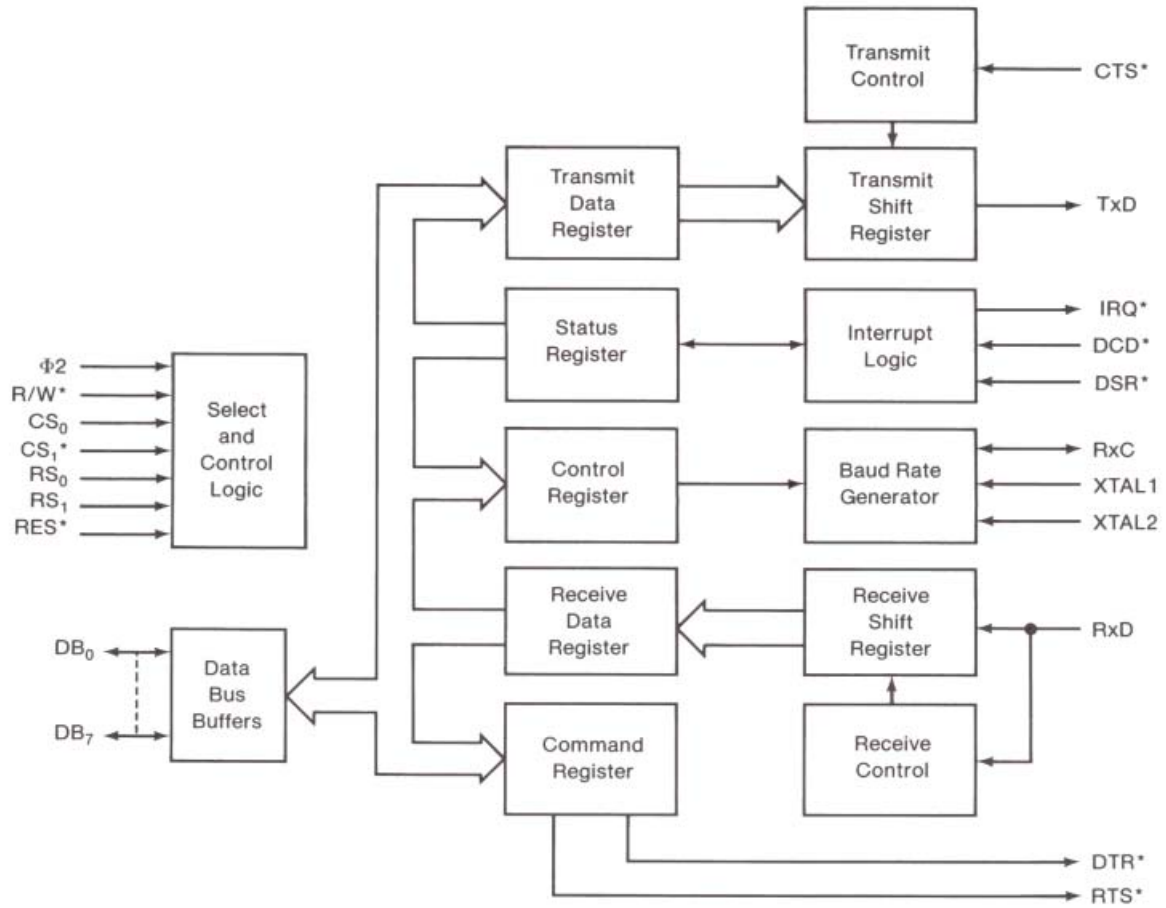 Transmit
Control
CTS*
Transmit
Data
Register
Transmit
Shift
Register
TxD
Status
Register
Interrupt
Logic
IRQ*
DCD*
DSR*
Φ2
R/W*
CS₀
CS₁*
RS₀
RS₁
RES*
Select
and
Control
Logic
Control
Register
Baud Rate
Generator
RxC
XTAL1
XTAL2
Receive
Data
Register
Receive
Shift
Register
RxD
DB₀
DB₇
Data
Bus
Buffers
Command
Register
Receive
Control
DTR*
RTS*